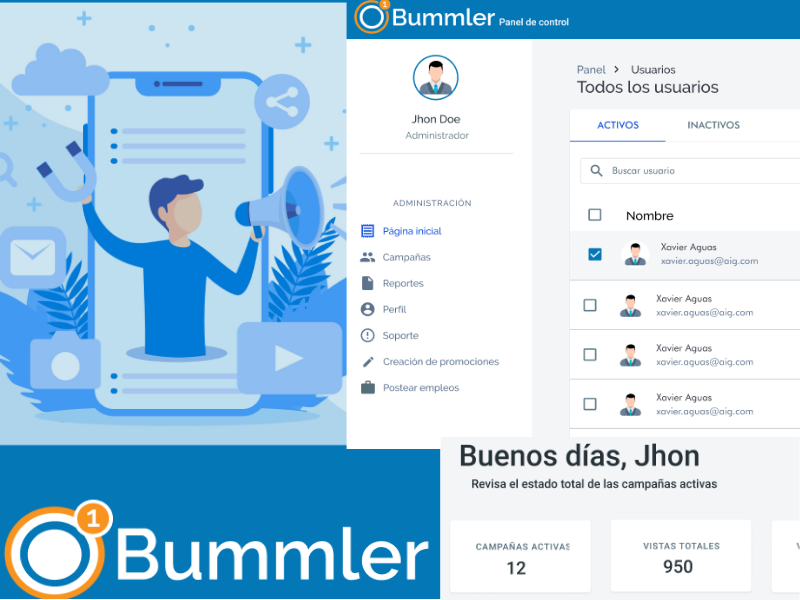 1
Bummler Panel de control
Jhon Doe
Administrador
ADMINISTRACIÓN
Página inicial
Campañas
Reportes
Perfil
Soporte
Creación de promociones
Postear empleos
Panel > Usuarios
Todos los usuarios
ACTIVOS INACTIVOS
Buscar usuario
Nombre
Xavier Aguas
xavier.aguas@aig.com
Xavier Aguas
xavier.aguas@aig.com
Xavier Aguas
xavier.aguas@aig.com
Xavier Aguas
xavier.aguas@aig.com
1
Bummler
Buenos días, Jhon
Revisa el estado total de las campañas activas
CAMPAÑAS ACTIVAS
12
VISTAS TOTALES
950